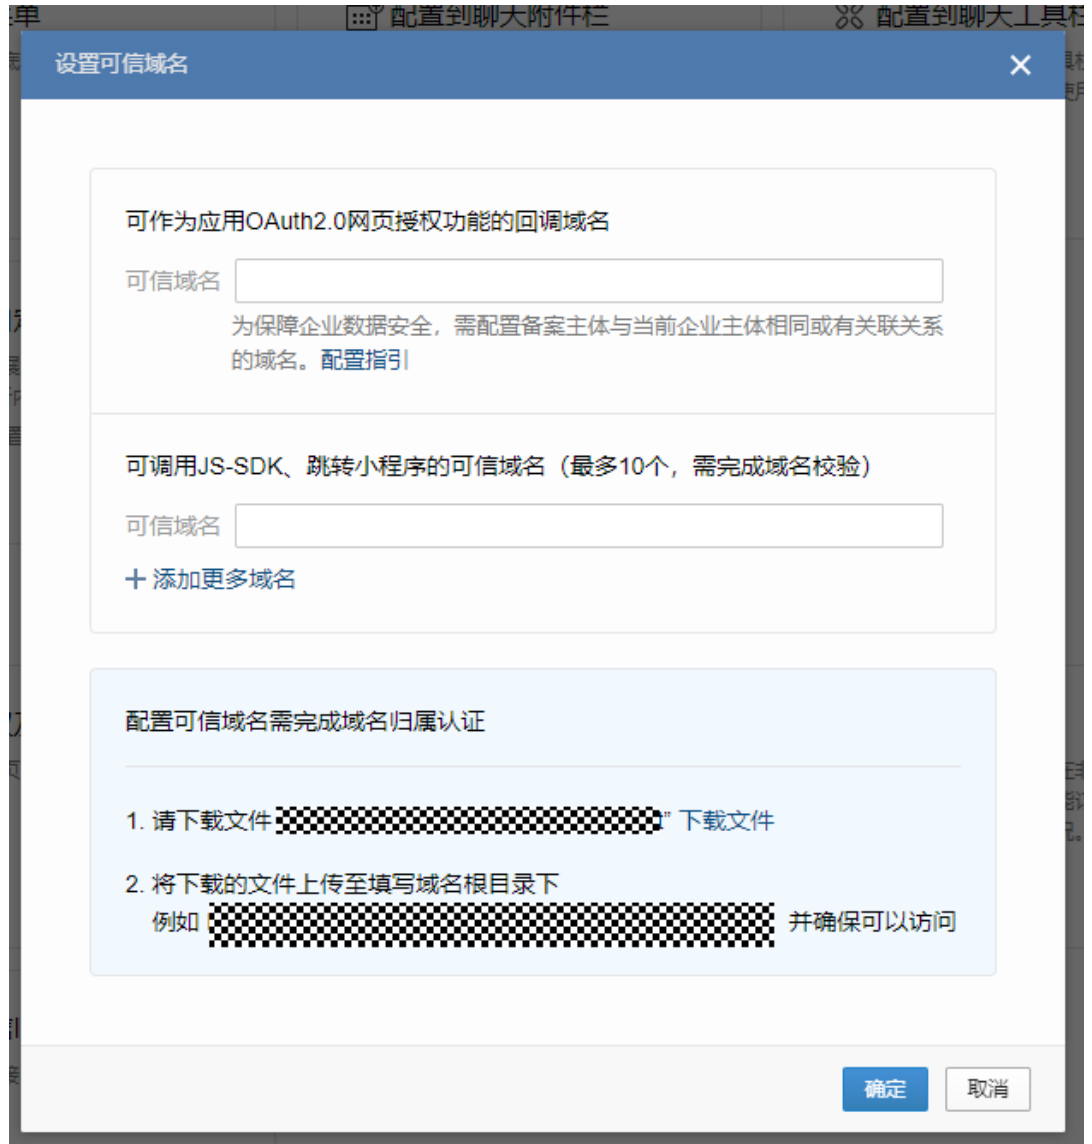 单
配置到聊天附件栏
配置到聊天工具栏
设置可信域名
可作为应用OAuth2.0网页授权功能的回调域名
可信域名
为保障企业数据安全，需配置备案主体与当前企业主体相同或有关联关系
的域名。配置指引
可调用JS-SDK、跳转小程序的可信域名（最多10个，需完成域名校验）
可信域名
添加更多域名
配置可信域名需完成域名归属认证
1. 请下载文件 ” 下载文件
2. 将下载的文件上传至填写域名根目录下
例如 并确保可以访问
确定
取消